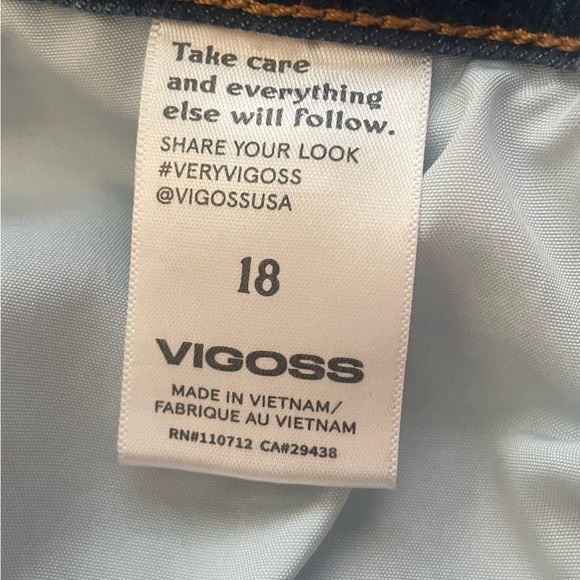 Take care
and everything
else will follow.
SHARE YOUR LOOK
#VERYVIGOSS
@VIGOSSUSA
18
VIGOSS
MADE IN VIETNAM/
FABRIQUE AU VIETNAM
RN#110712 CA#29438